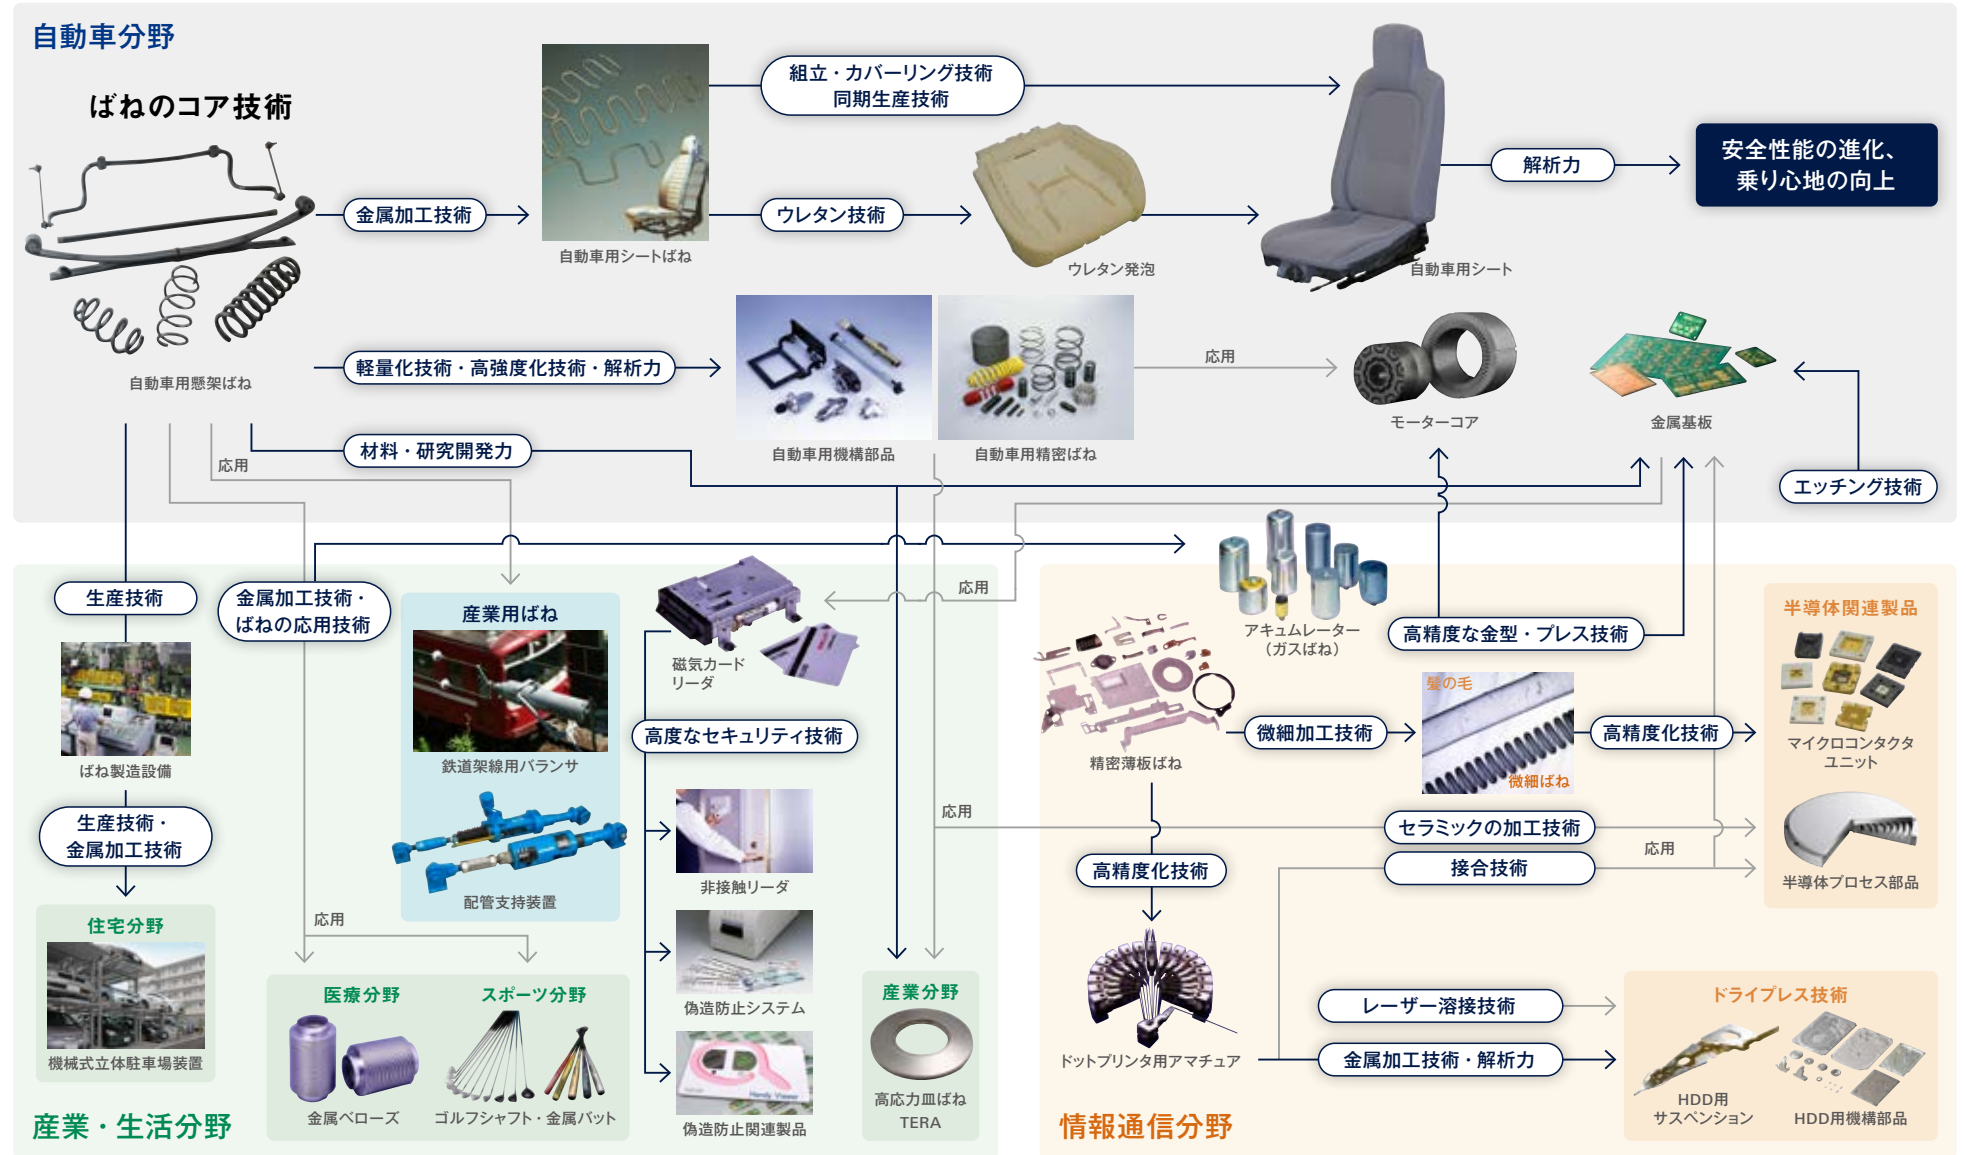 自動車分野
ばねのコア技術
組立・カバーリング技術
同期生産技術
安全性能の進化、
乗り心地の向上
解析力
金属加工技術
ウレタン技術
自動車用シートばね
ウレタン発泡
自動車用シート
軽量化技術・高強度化技術・解析力
応用
自動車用懸架ばね
モーターコア
金属基板
材料・研究開発力
自動車用機構部品
自動車用精密ばね
応用
エッチング技術
生産技術
金属加工技術・
ばねの応用技術
産業用ばね
応用
半導体関連製品
アキュムレーター
（ガスばね）
高精度な金型・プレス技術
磁気カード
リーダ
髪の毛
高度なセキュリティ技術
微細加工技術
高精度化技術
マイクロコンタクタ
ユニット
ばね製造設備
鉄道架線用バランサ
精密薄板ばね
微細ばね
生産技術・
金属加工技術
応用
セラミックの加工技術
応用
接合技術
高精度化技術
非接触リーダ
半導体プロセス部品
配管支持装置
住宅分野
応用
医療分野
スポーツ分野
産業分野
ドライプレス技術
偽造防止システム
レーザー溶接技術
機械式立体駐車場装置
ドットプリンタ用アマチュア
金属加工技術・解析力
Handy Viewer
高応力皿ばね
TERA
HDD用
サスペンション
HDD用機構部品
金属ベローズ
ゴルフシャフト・金属バット
偽造防止関連製品
産業・生活分野
情報通信分野